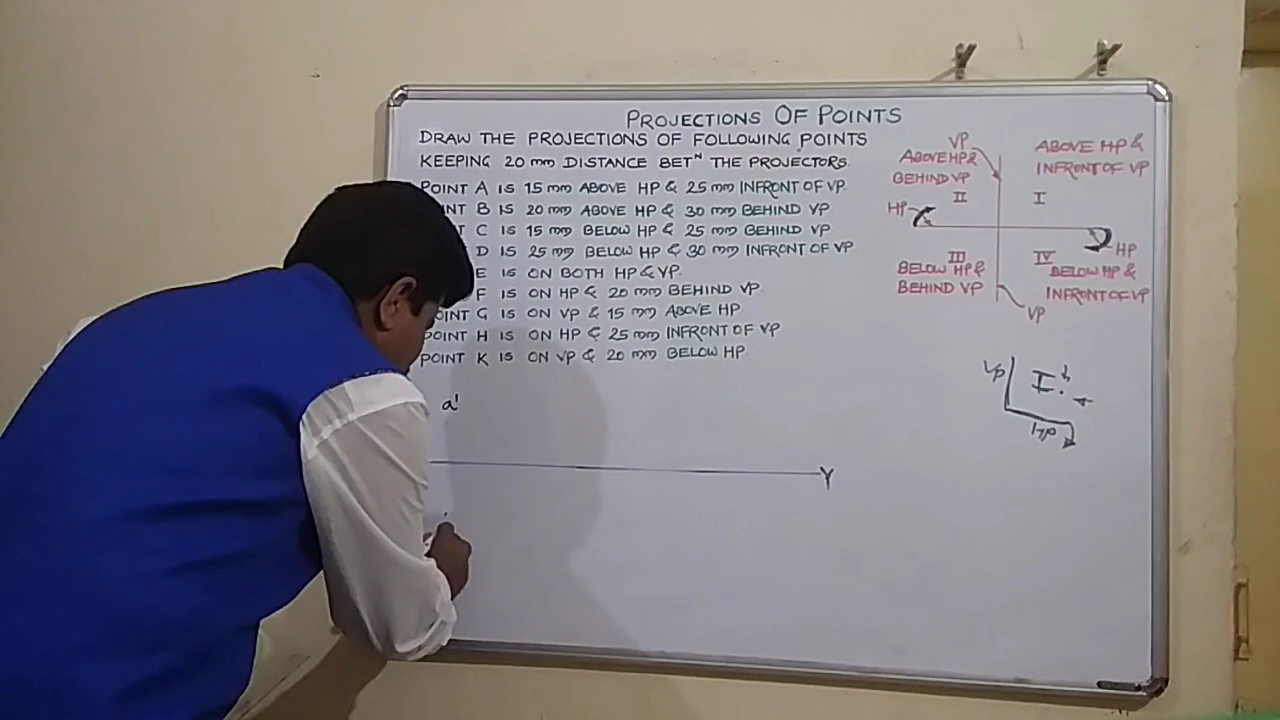 PROJECTIONS OF POINTS
DRAW THE PROJECTIONS OF FOLLOWING POINTS
KEEPING 20 mm DISTANCE BETN THE PROJECTORS.
POINT A IS 15 mm ABOVE HP & 25 mm INFRONT OF VP
INT B IS 20 mm ABOVE HP & 30 mm BEHIND VP
T C IS 15 mm BELOW HP & 25 mm BEHIND VP
D IS 25 mm BELOW HP & 30 mm INFRONT OF VP
E IS ON BOTH HP & VP.
F IS ON HP & 20 mm BEHIND VP.
POINT G IS ON VP & 15 mm ABOVE HP
POINT H IS ON HP & 25 mm INFRONT OF VP
POINT K IS ON VP & 20 mm BELOW HP
a'
Y
VP
ABOVE HP &
BEHIND VP
II
ABOVE HP &
INFRONT OF VP
I
HP
HP
III
BELOW HP &
BEHIND VP
IV
BELOW HP &
INFRONT OF VP
VP
VP
I
HP